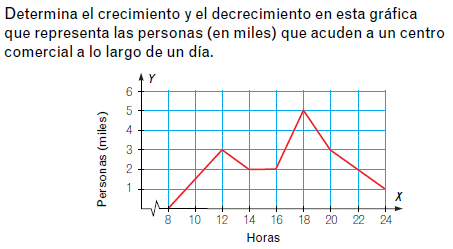 Determina el crecimiento y el decrecimiento en esta gráfica
que representa las personas (en miles) que acuden a un centro
comercial a lo largo de un día.
Y
6
5
4
3
2
1
Personas (miles)
X
8 10 12 14 16 18 20 22 24
Horas